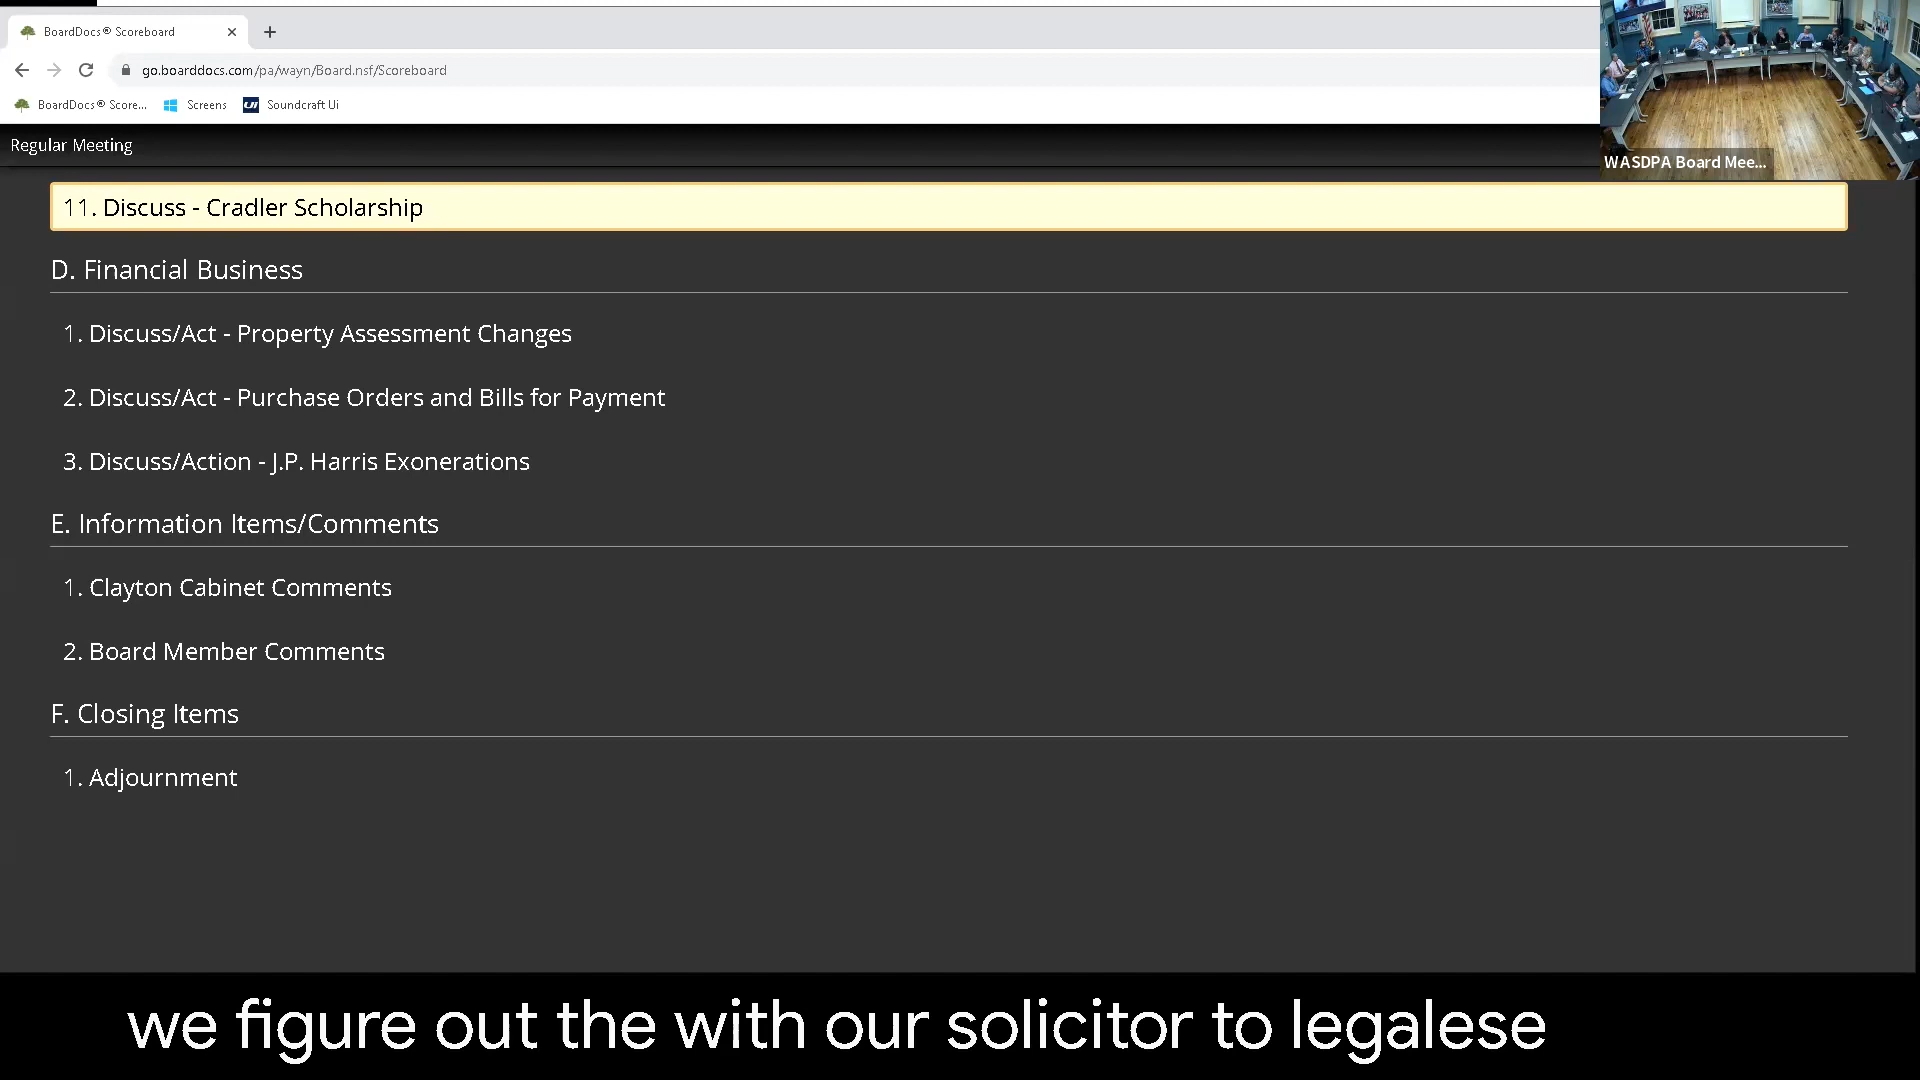 BoardDocs® Scoreboard
go.boarddocs.com/pa/wayn/Board.nsf/Scoreboard
BoardDocs® Score... Screens Ui Soundcraft Ui
Regular Meeting
WASDPA Board Mee...
11. Discuss - Cradler Scholarship
D. Financial Business
1. Discuss/Act - Property Assessment Changes
2. Discuss/Act - Purchase Orders and Bills for Payment
3. Discuss/Action - J.P. Harris Exonerations
E. Information Items/Comments
1. Clayton Cabinet Comments
2. Board Member Comments
F. Closing Items
1. Adjournment
we figure out the with our solicitor to legalese